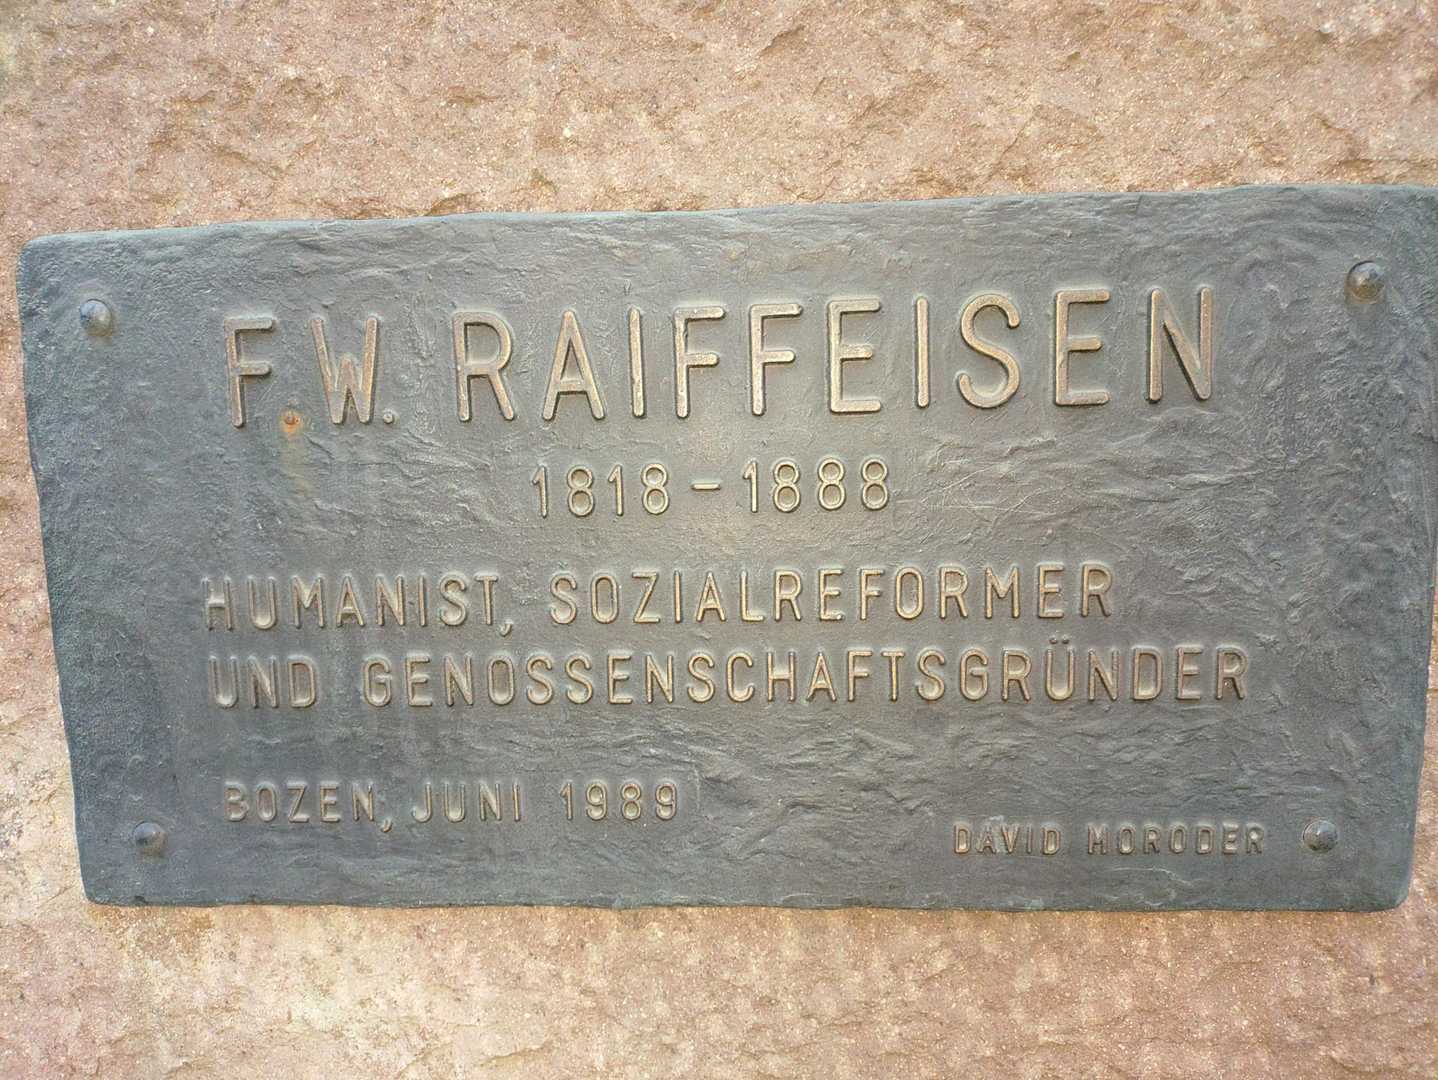 F.W. RAIFFEISEN
1818 - 1888
HUMANIST, SOZIALREFORMER
UND GENOSSENSCHAFTSGRÜNDER
BOZEN, JUNI 1989
DAVID MORODER